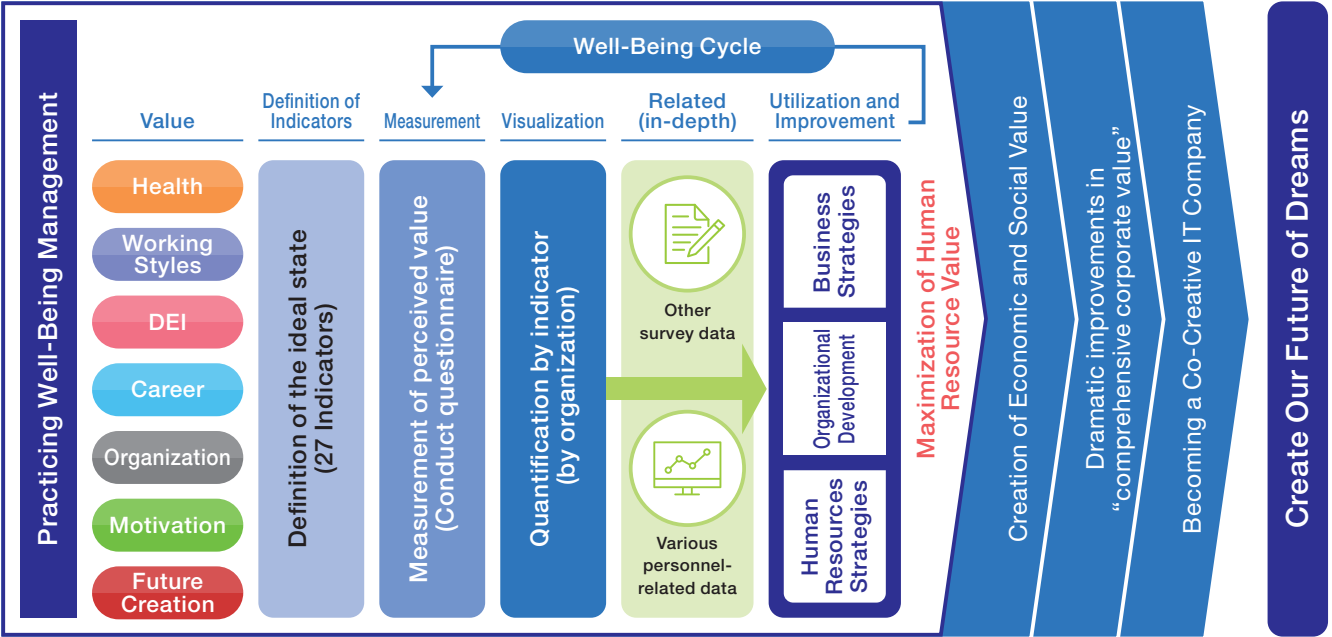 Practicing Well-Being Management
Well-Being Cycle
Value
Definition of
Indicators
Measurement
Visualization
Related
(in-depth)
Utilization and
Improvement
Health
Working
Styles
DEI
Career
Organization
Motivation
Future
Creation
Definition of the ideal state
(27 Indicators)
Measurement of perceived value
(Conduct questionnaire)
Quantification by indicator
(by organization)
Other
survey data
Various
personnel-
related data
Business
Strategies
Organizational
Development
Human
Resources
Strategies
Maximization of Human
Resource Value
Creation of Economic and Social Value
Dramatic improvements in
“comprehensive corporate value”
Becoming a Co-Creative IT Company
Create Our Future of Dreams